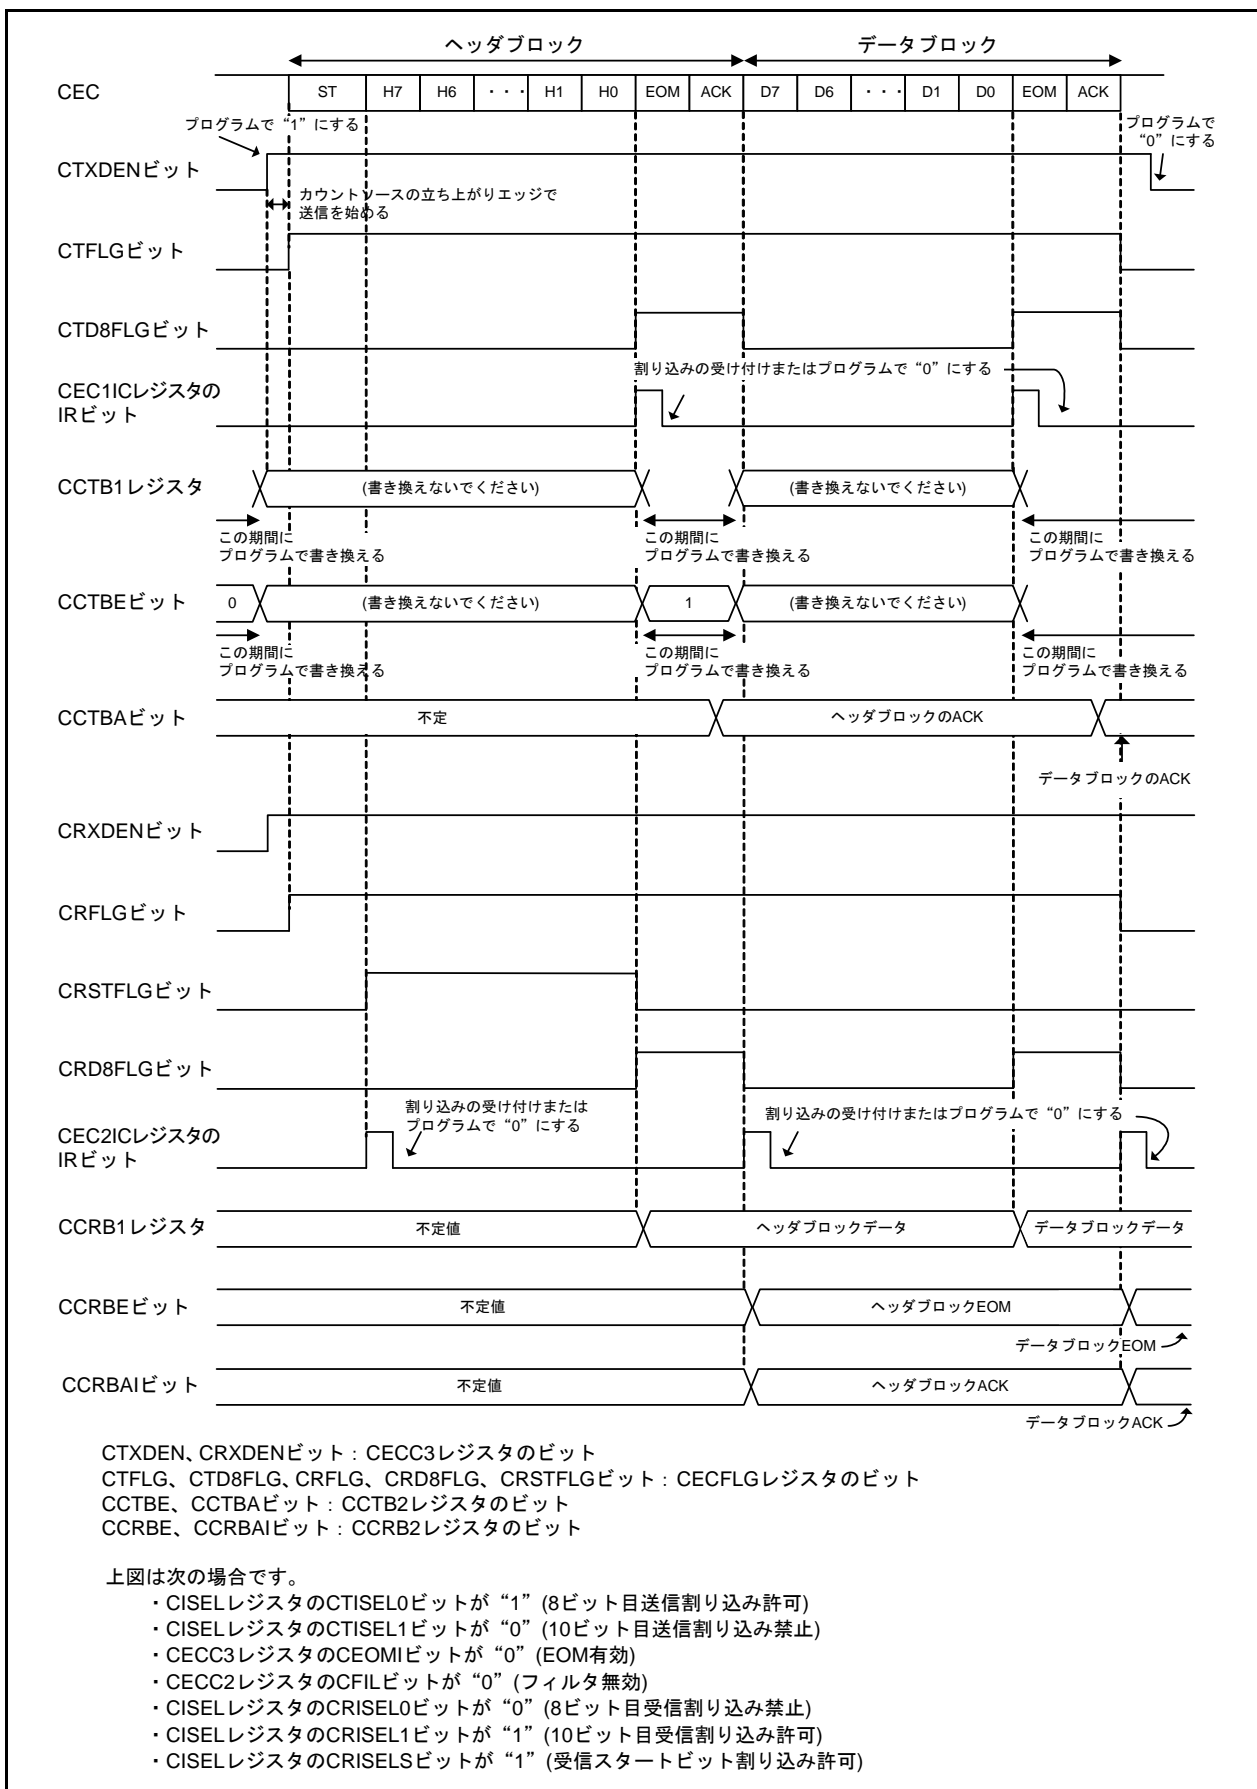 ヘッダブロック データブロック
CEC ST H7 H6 ・・・ H1 H0 EOM ACK D7 D6 ・・・ D1 D0 EOM ACK
プログラムで“1”にする
プログラムで
“0”にする
CTXDENビット
カウントソースの立ち上がりエッジで
送信を始める
CTFLGビット
CTD8FLGビット
割り込みの受け付けまたはプログラムで“0”にする
CEC1ICレジスタの
IRビット
CCTB1レジスタ (書き換えないでください) (書き換えないでください)
この期間に この期間に この期間に
プログラムで書き換える プログラムで書き換える プログラムで書き換える
CCTBEビット 0 (書き換えないでください) 1 (書き換えないでください)
この期間に この期間に この期間に
プログラムで書き換える プログラムで書き換える プログラムで書き換える
CCTBAビット 不定 ヘッダブロックのACK
データブロックのACK
CRXDENビット
CRFLGビット
CRSTFLGビット
CRD8FLGビット
割り込みの受け付けまたは
プログラムで“0”にする
割り込みの受け付けまたはプログラムで“0”にする
CEC2ICレジスタの
IRビット
CCRB1レジスタ 不定値 ヘッダブロックデータ データブロックデータ
CCRBEビット 不定値 ヘッダブロックEOM
データブロックEOM
CCRBAIビット 不定値 ヘッダブロックACK
データブロックACK
CTXDEN、CRXDENビット：CECC3レジスタのビット
CTFLG、CTD8FLG、CRFLG、CRD8FLG、CRSTFLGビット：CECFLGレジスタのビット
CCTBE、CCTBAビット：CCTB2レジスタのビット
CCRBE、CCRBAIビット：CCRB2レジスタのビット
上図は次の場合です。
・CISELレジスタのCTISEL0ビットが“1”(8ビット目送信割り込み許可)
・CISELレジスタのCTISEL1ビットが“0”(10ビット目送信割り込み禁止)
・CECC3レジスタのCEOMIビットが“0”(EOM有効)
・CECC2レジスタのCFILビットが“0”(フィルタ無効)
・CISELレジスタのCRISEL0ビットが“0”(8ビット目受信割り込み禁止)
・CISELレジスタのCRISEL1ビットが“1”(10ビット目受信割り込み許可)
・CISELレジスタのCRISELSビットが“1”(受信スタートビット割り込み許可)